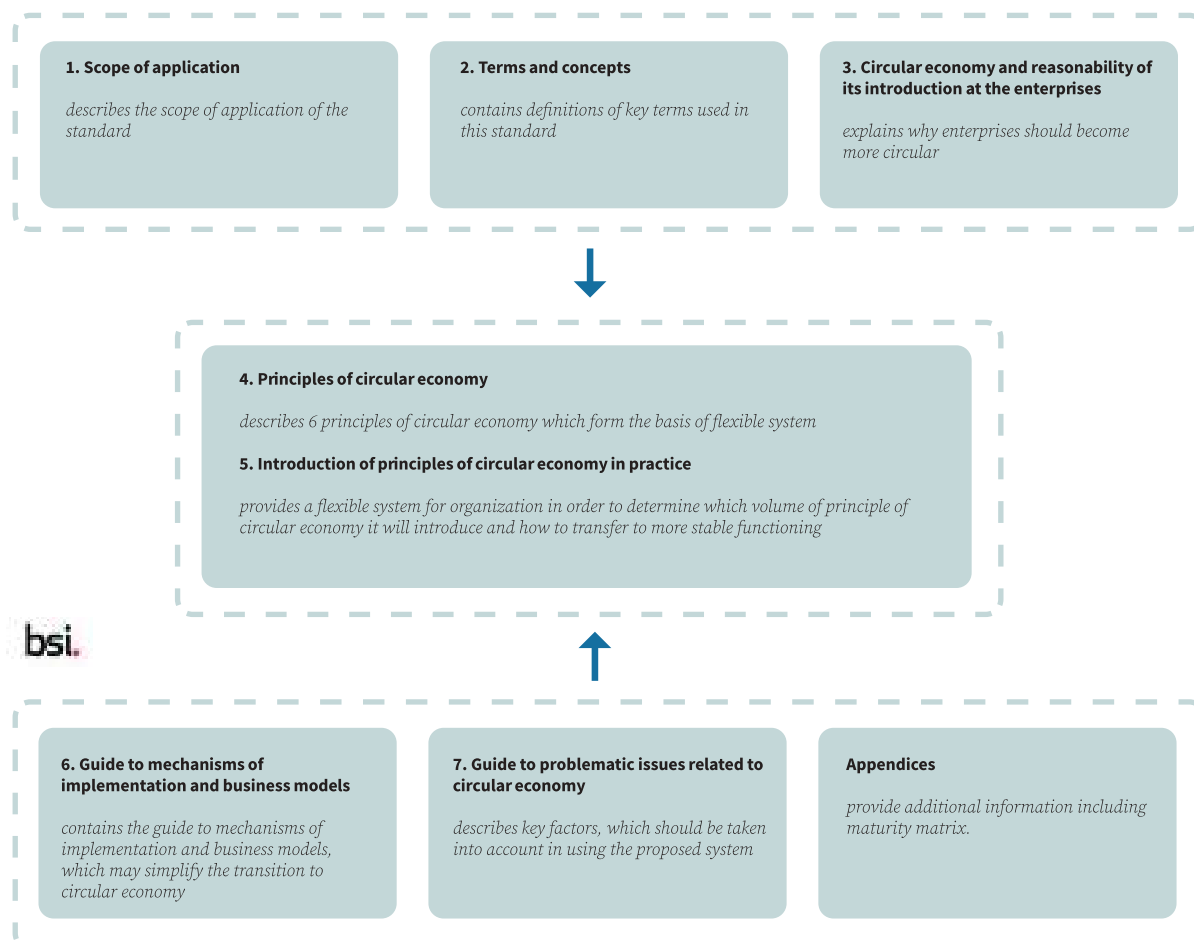 1. Scope of application
describes the scope of application of the
standard
2. Terms and concepts
contains definitions of key terms used in
this standard
3. Circular economy and reasonability of
its introduction at the enterprises
explains why enterprises should become
more circular
4. Principles of circular economy
describes 6 principles of circular economy which form the basis of flexible system
5. Introduction of principles of circular economy in practice
provides a flexible system for organization in order to determine which volume of principle of
circular economy it will introduce and how to transfer to more stable functioning
bsi.
6. Guide to mechanisms of
implementation and business models
contains the guide to mechanisms of
implementation and business models,
which may simplify the transition to
circular economy
7. Guide to problematic issues related to
circular economy
describes key factors, which should be taken
into account in using the proposed system
Appendices
provide additional information including
maturity matrix.